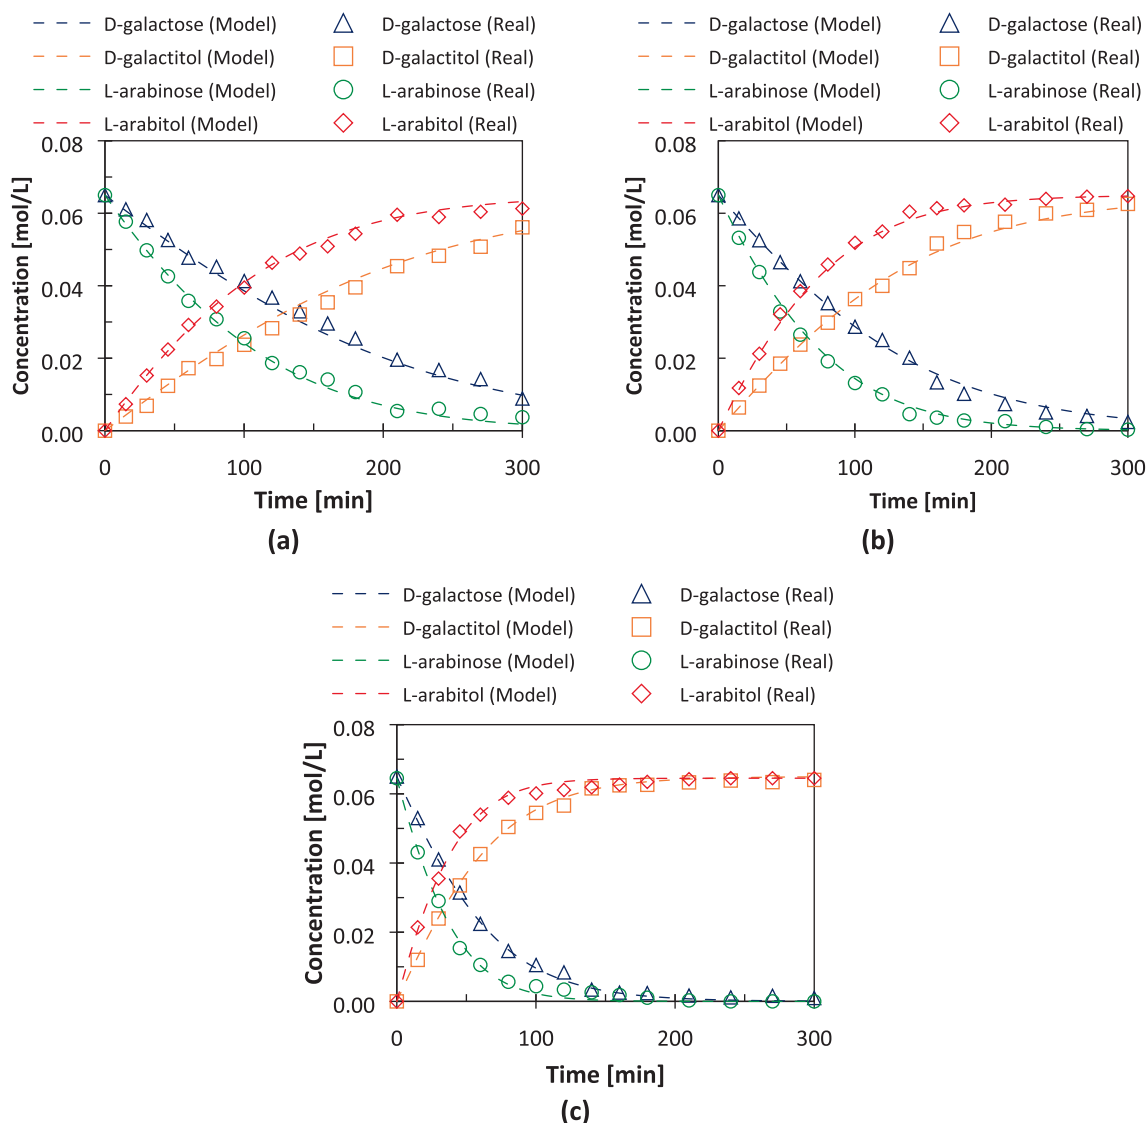 D-galactose (Model) D-galactose (Real)
D-galactitol (Model) D-galactitol (Real)
L-arabinose (Model) L-arabinose (Real)
L-arabitol (Model) L-arabitol (Real)
0.08
0.06
0.04
0.02
0.00
Concentration [mol/L]
0 100 200 300
Time [min]
(a)
D-galactose (Model) D-galactose (Real)
D-galactitol (Model) D-galactitol (Real)
L-arabinose (Model) L-arabinose (Real)
L-arabitol (Model) L-arabitol (Real)
0.08
0.06
0.04
0.02
0.00
Concentration [mol/L]
0 100 200 300
Time [min]
(b)
D-galactose (Model) D-galactose (Real)
D-galactitol (Model) D-galactitol (Real)
L-arabinose (Model) L-arabinose (Real)
L-arabitol (Model) L-arabitol (Real)
0.08
0.06
0.04
0.02
0.00
Concentration [mol/L]
0 100 200 300
Time [min]
(c)